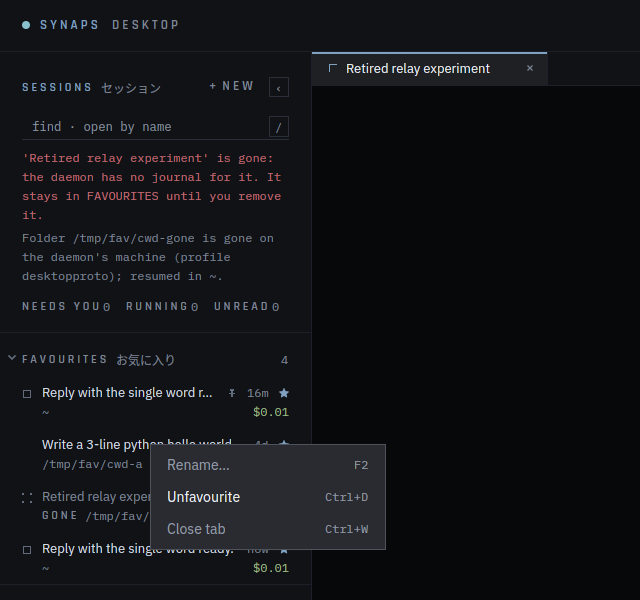 SYNAPS DESKTOP
SESSIONS セッション + NEW ‹
Retired relay experiment ×
find · open by name /
'Retired relay experiment' is gone:
the daemon has no journal for it. It
stays in FAVOURITES until you remove
it.
Folder /tmp/fav/cwd-gone is gone on
the daemon's machine (profile
desktopproto); resumed in ~.
NEEDS YOU 0 RUNNING 0 UNREAD 0
FAVOURITES お気に入り 4
Reply with the single word r… 16m
~ $0.01
Write a 3-line python hello world
/tmp/fav/cwd-a
Rename… F2
Retired relay
Unfavourite Ctrl+D
GONE /tmp/fav/
Close tab Ctrl+W
Reply with the single word ready. now
~ $0.01